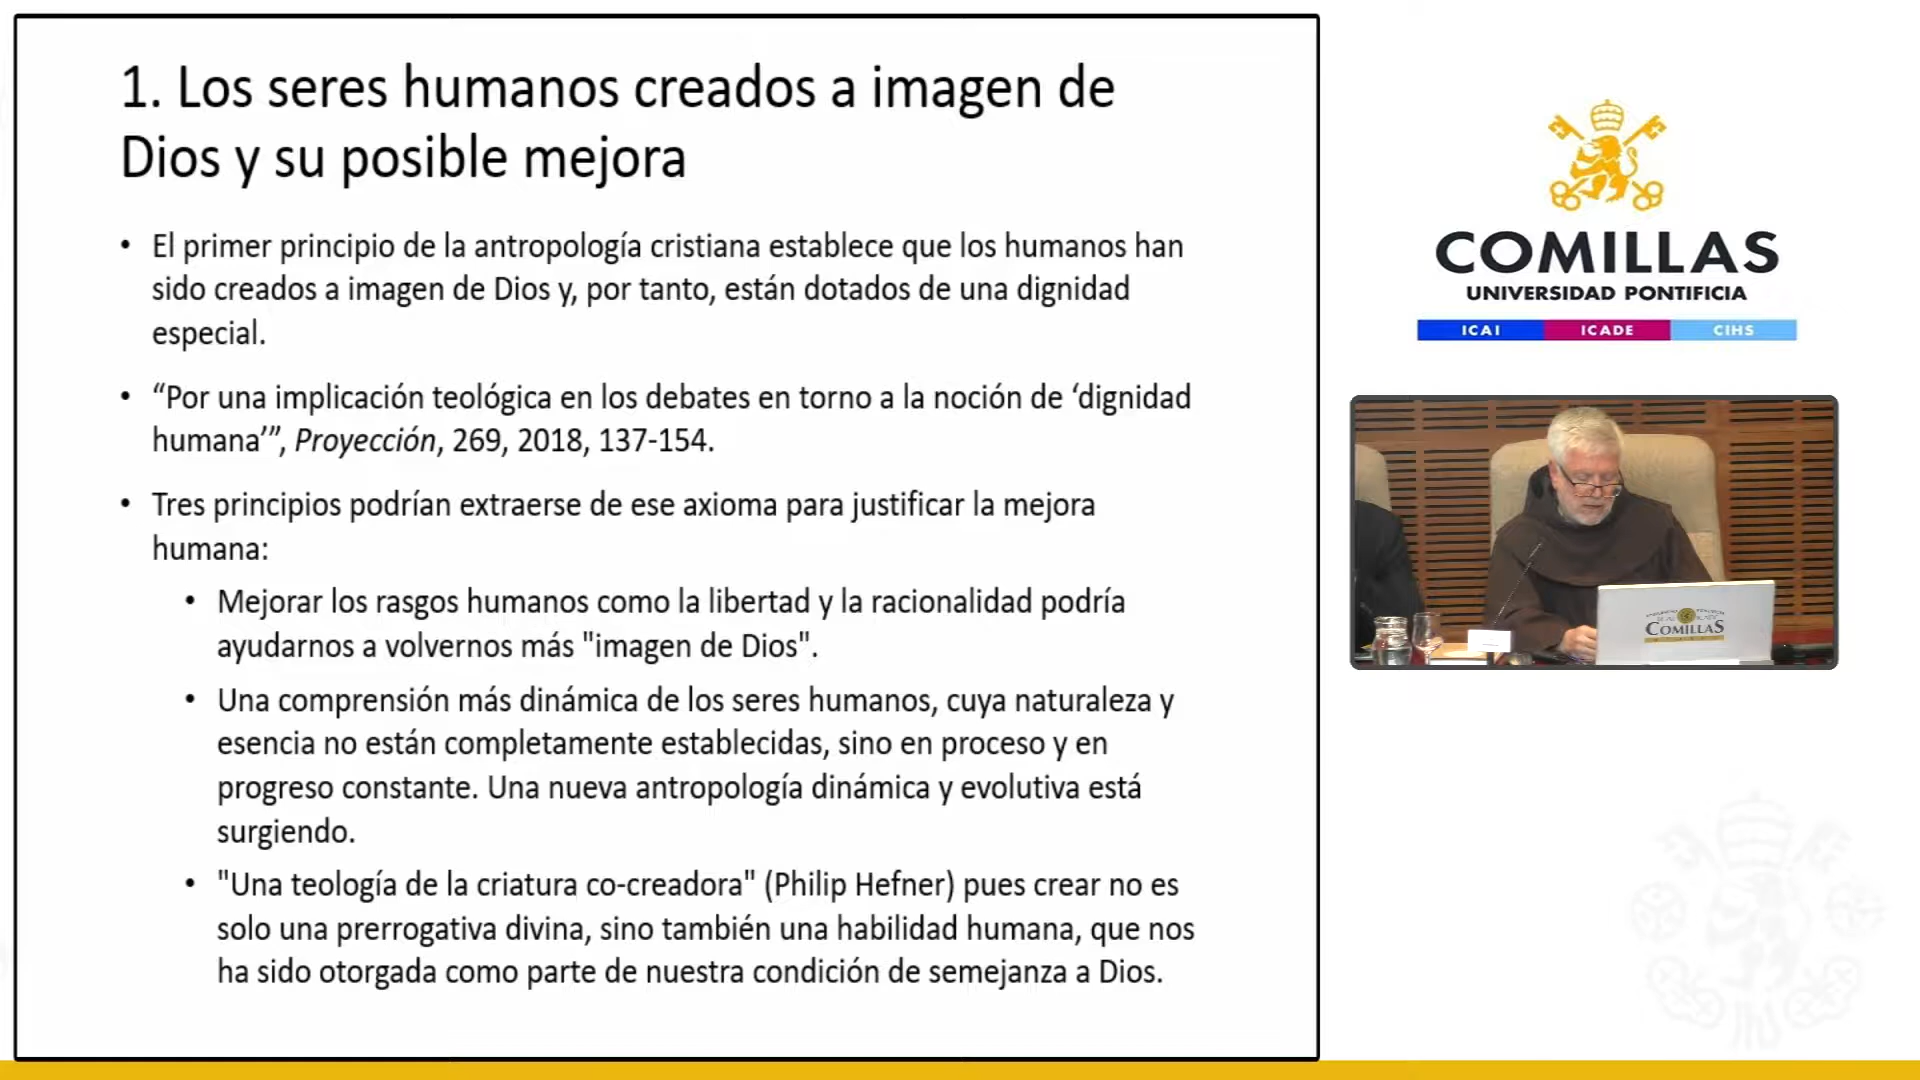 1. Los seres humanos creados a imagen de
Dios y su posible mejora
• El primer principio de la antropología cristiana establece que los humanos han
sido creados a imagen de Dios y, por tanto, están dotados de una dignidad
especial.
• “Por una implicación teológica en los debates en torno a la noción de ‘dignidad
humana’”, Proyección, 269, 2018, 137-154.
• Tres principios podrían extraerse de ese axioma para justificar la mejora
humana:
• Mejorar los rasgos humanos como la libertad y la racionalidad podría
ayudarnos a volvernos más "imagen de Dios".
• Una comprensión más dinámica de los seres humanos, cuya naturaleza y
esencia no están completamente establecidas, sino en proceso y en
progreso constante. Una nueva antropología dinámica y evolutiva está
surgiendo.
• "Una teología de la criatura co-creadora" (Philip Hefner) pues crear no es
solo una prerrogativa divina, sino también una habilidad humana, que nos
ha sido otorgada como parte de nuestra condición de semejanza a Dios.
COMILLAS
UNIVERSIDAD PONTIFICIA
ICAI ICADE CIHS
COMILLAS